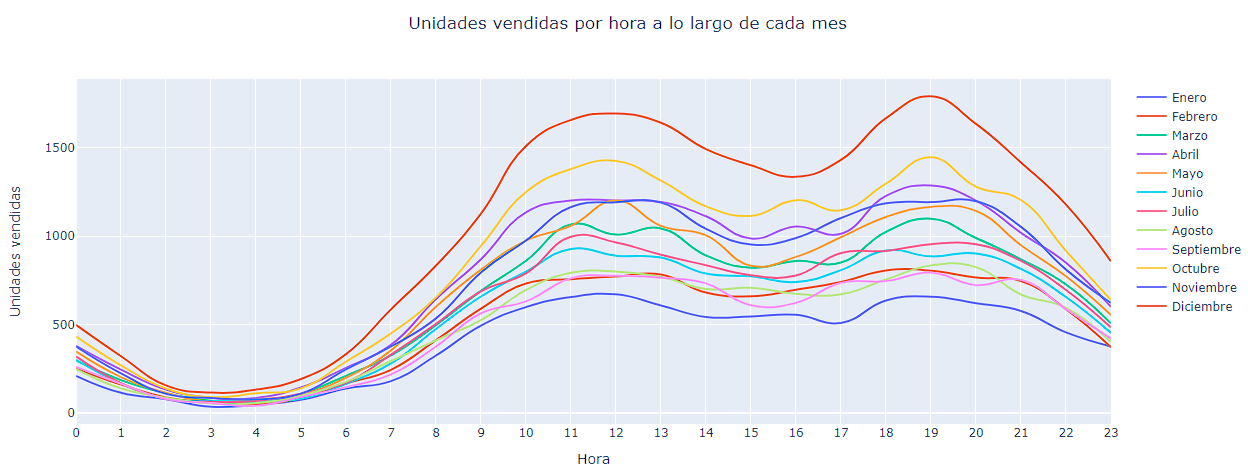 Unidades vendidas por hora a lo largo de cada mes
Unidades vendidas
1500
1000
500
0
0 1 2 3 4 5 6 7 8 9 10 11 12 13 14 15 16 17 18 19 20 21 22 23
Hora
Enero
Febrero
Marzo
Abril
Mayo
Junio
Julio
Agosto
Septiembre
Octubre
Noviembre
Diciembre